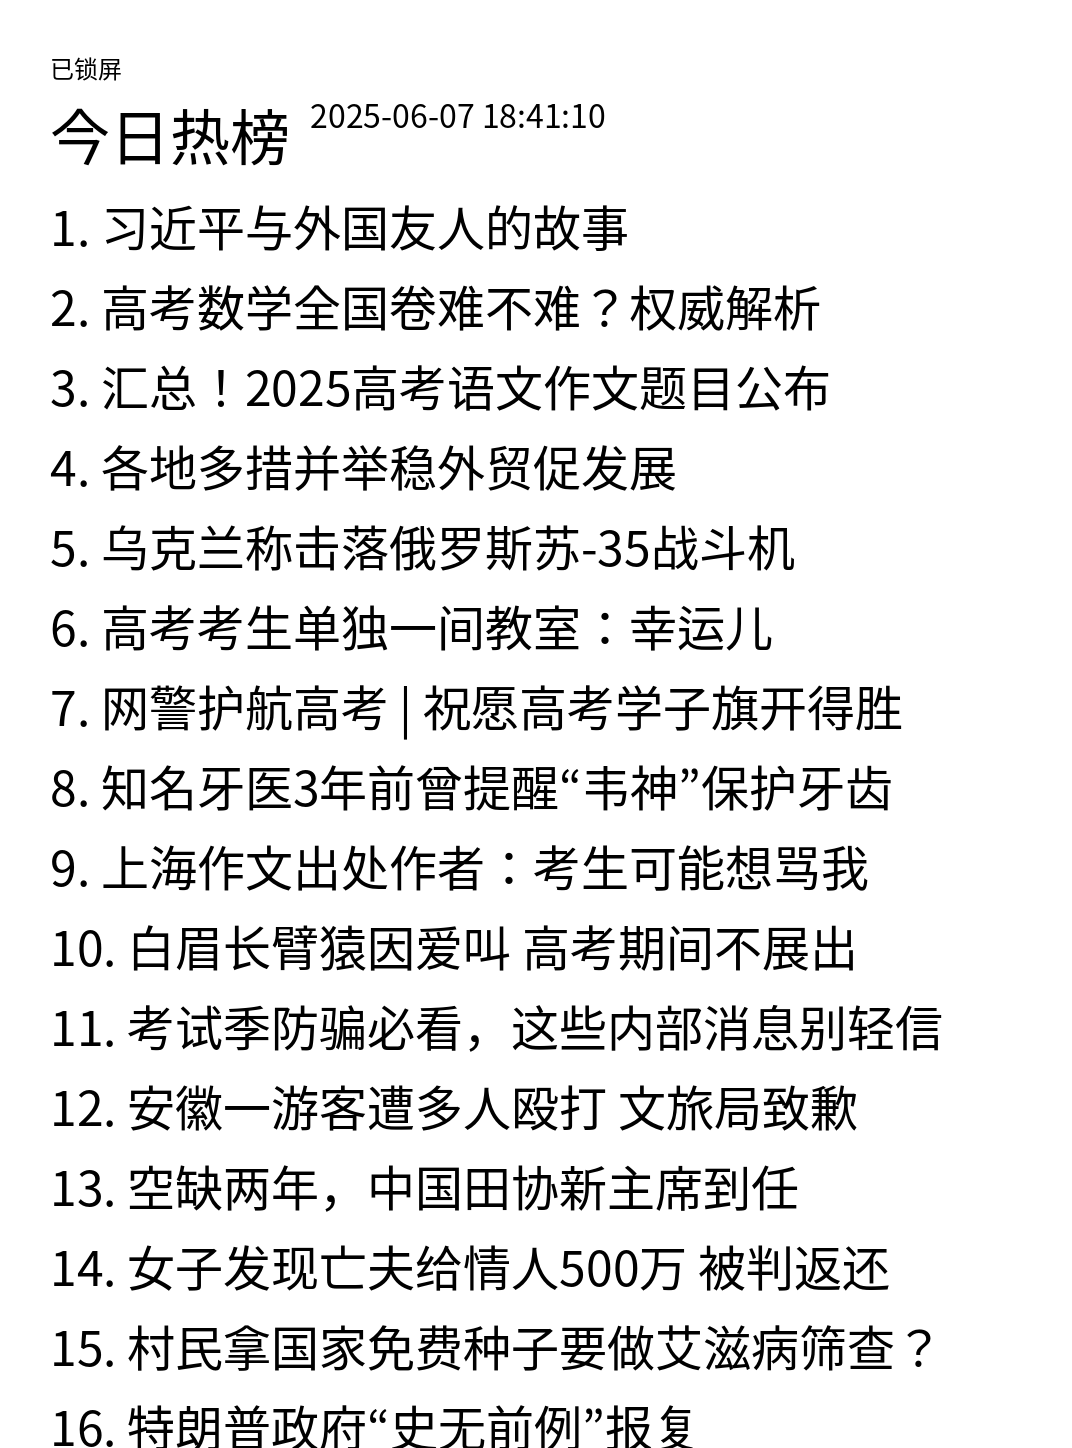 已锁屏
今日热榜 2025-06-07 18:41:10
1. 习近平与外国友人的故事
2. 高考数学全国卷难不难？权威解析
3. 汇总！2025高考语文作文题目公布
4. 各地多措并举稳外贸促发展
5. 乌克兰称击落俄罗斯苏-35战斗机
6. 高考考生单独一间教室：幸运儿
7. 网警护航高考 | 祝愿高考学子旗开得胜
8. 知名牙医3年前曾提醒“韦神”保护牙齿
9. 上海作文出处作者：考生可能想骂我
10. 白眉长臂猿因爱叫 高考期间不展出
11. 考试季防骗必看，这些内部消息别轻信
12. 安徽一游客遭多人殴打 文旅局致歉
13. 空缺两年，中国田协新主席到任
14. 女子发现亡夫给情人500万 被判返还
15. 村民拿国家免费种子要做艾滋病筛查？
16. 特朗普政府“史无前例”报复